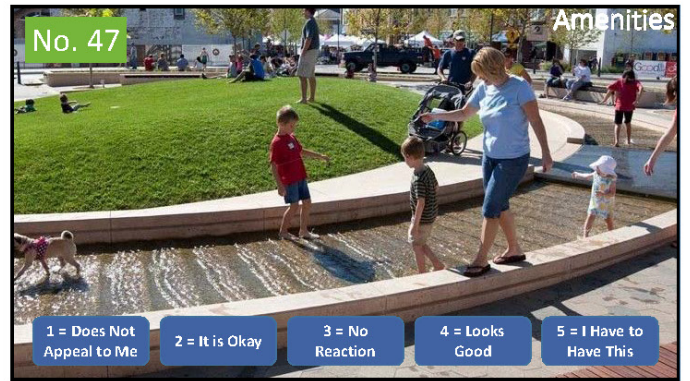 Amenities
No. 47
Good's
1 = Does Not
Appeal to Me
2 = It is Okay
3 = No
Reaction
4 = Looks
Good
5 = I Have to
Have This